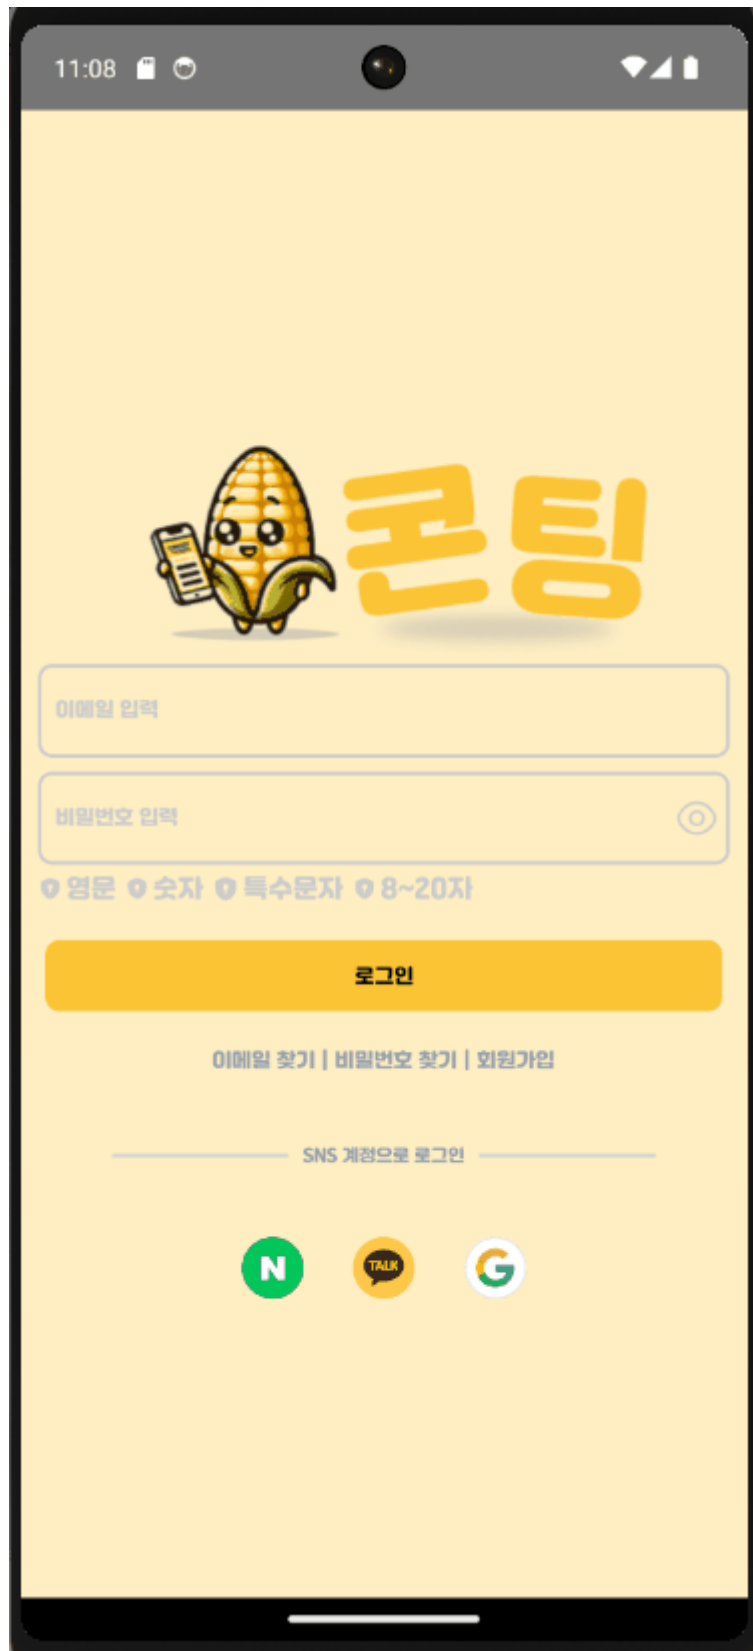 11:08
콘팅
이메일 입력
비밀번호 입력
영문 숫자 특수문자 8~20자
로그인
이메일 찾기 | 비밀번호 찾기 | 회원가입
SNS 계정으로 로그인
N TALK G